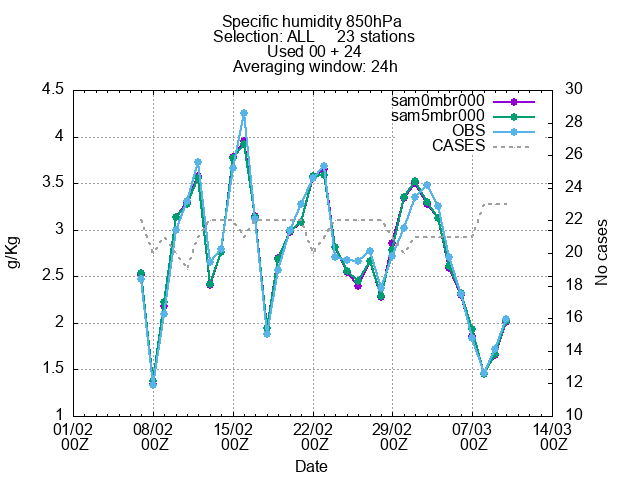 Specific humidity 850hPa
Selection: ALL 23 stations
Used 00 + 24
Averaging window: 24h
sam0mbr000
sam5mbr000
OBS
CASES
4.5
4
3.5
3
2.5
2
1.5
1
g/Kg
30
28
26
24
22
20
18
16
14
12
10
No cases
01/02 08/02 15/02 22/02 29/02 07/03 14/03
00Z 00Z 00Z 00Z 00Z 00Z 00Z
Date